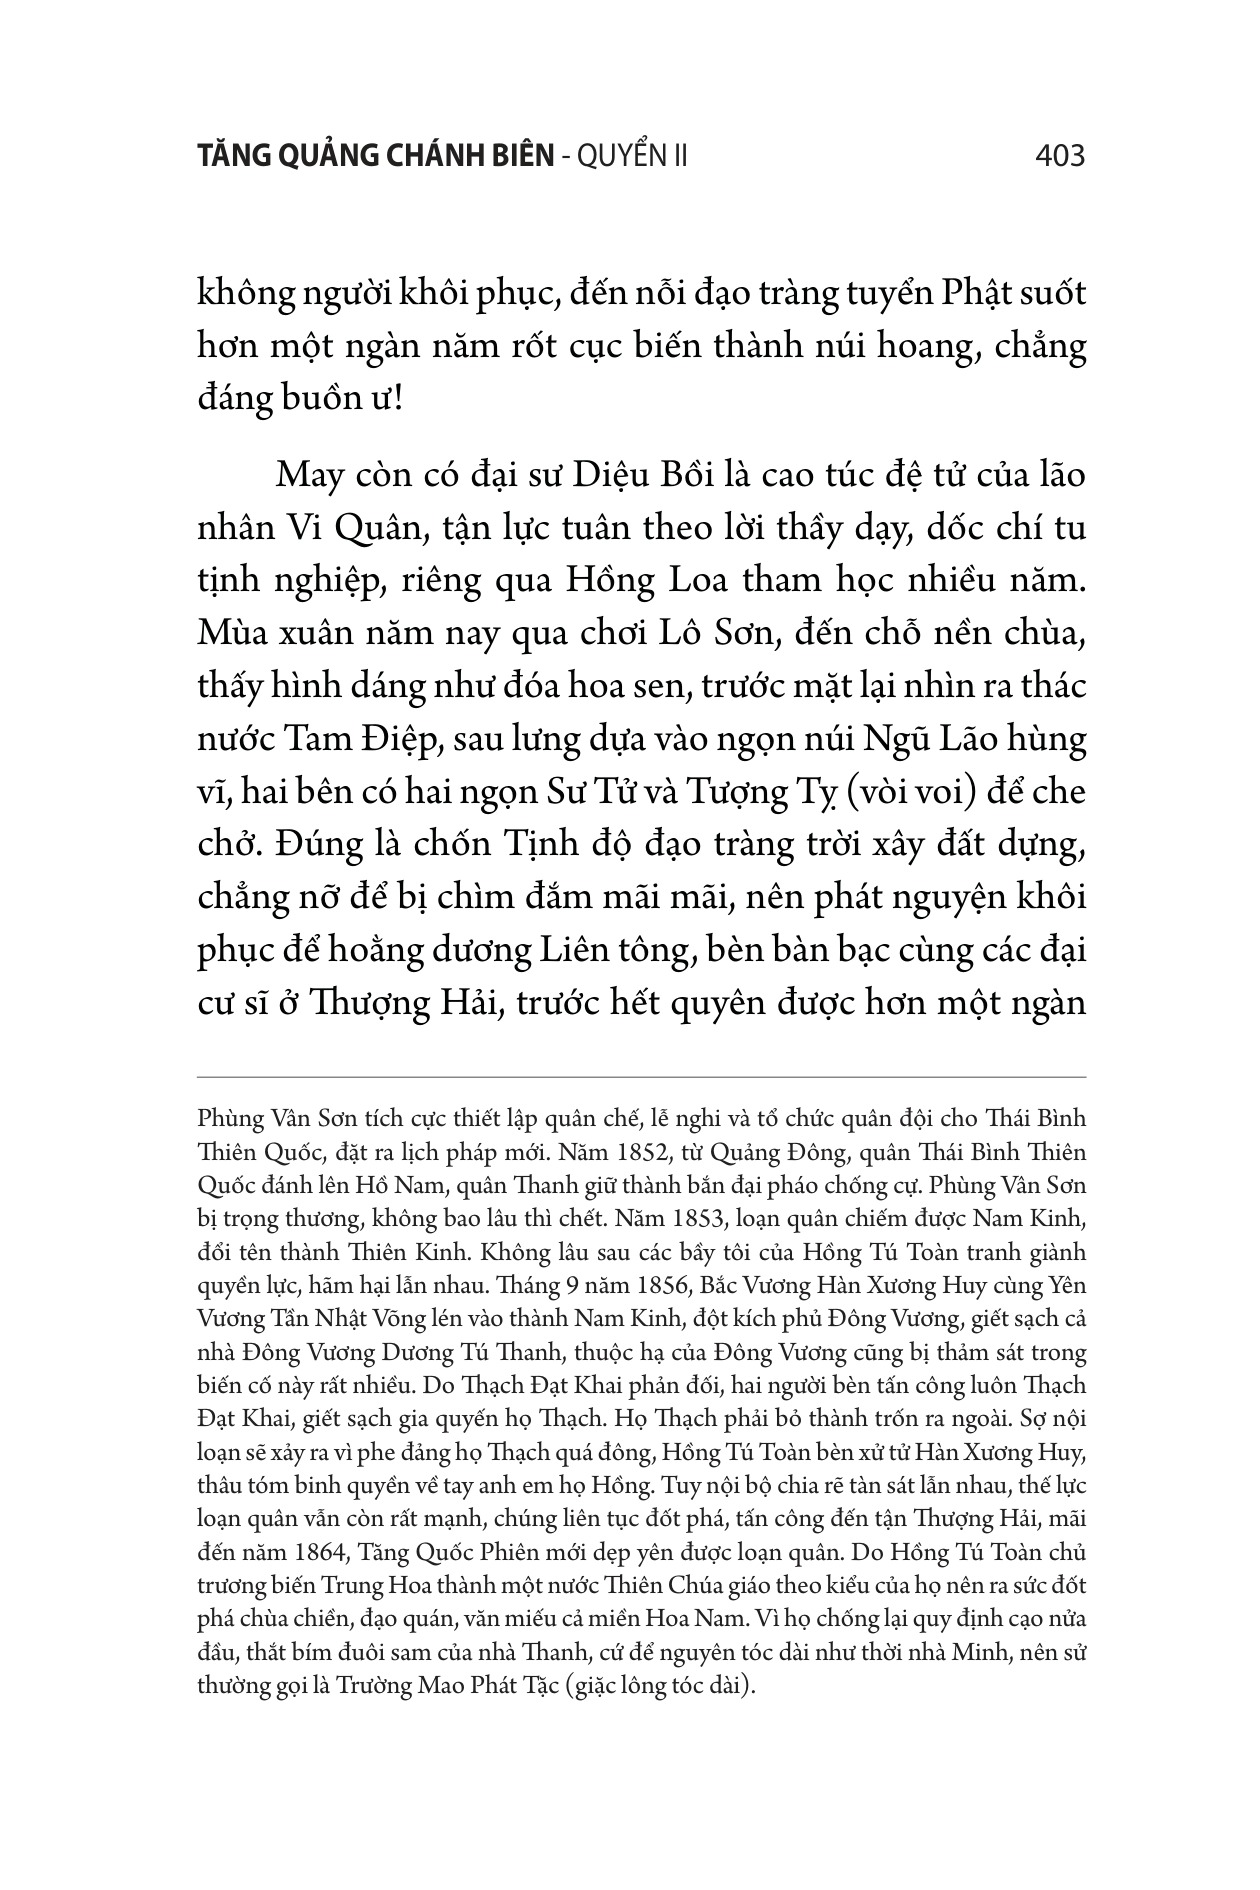 TĂNG QUẢNG CHÁNH BIÊN - QUYỂN II 403
không người khôi phục, đến nỗi đạo tràng tuyển Phật suốt
hơn một ngàn năm rốt cục biến thành núi hoang, chẳng
đáng buồn ư!
May còn có đại sư Diệu Bồi là cao túc đệ tử của lão
nhân Vi Quân, tận lực tuân theo lời thầy dạy, dốc chí tu
tịnh nghiệp, riêng qua Hồng Loa tham học nhiều năm.
Mùa xuân năm nay qua chơi Lô Sơn, đến chỗ nền chùa,
thấy hình dáng như đóa hoa sen, trước mặt lại nhìn ra thác
nước Tam Điệp, sau lưng dựa vào ngọn núi Ngũ Lão hùng
vĩ, hai bên có hai ngọn Sư Tử và Tượng Tỵ (vòi voi) để che
chở. Đúng là chốn Tịnh độ đạo tràng trời xây đất dựng,
chẳng nỡ để bị chìm đắm mãi mãi, nên phát nguyện khôi
phục để hoằng dương Liên tông, bèn bàn bạc cùng các đại
cư sĩ ở Thượng Hải, trước hết quyên được hơn một ngàn
Phùng Vân Sơn tích cực thiết lập quân chế, lễ nghi và tổ chức quân đội cho Thái Bình
Thiên Quốc, đặt ra lịch pháp mới. Năm 1852, từ Quảng Đông, quân Thái Bình Thiên
Quốc đánh lên Hồ Nam, quân Thanh giữ thành bắn đại pháo chống cự. Phùng Vân Sơn
bị trọng thương, không bao lâu thì chết. Năm 1853, loạn quân chiếm được Nam Kinh,
đổi tên thành Thiên Kinh. Không lâu sau các bầy tôi của Hồng Tú Toàn tranh giành
quyền lực, hãm hại lẫn nhau. Tháng 9 năm 1856, Bắc Vương Hàn Xương Huy cùng Yên
Vương Tần Nhật Võng lén vào thành Nam Kinh, đột kích phủ Đông Vương, giết sạch cả
nhà Đông Vương Dương Tú Thanh, thuộc hạ của Đông Vương cũng bị thảm sát trong
biến cố này rất nhiều. Do Thạch Đạt Khai phản đối, hai người bèn tấn công luôn Thạch
Đạt Khai, giết sạch gia quyến họ Thạch. Họ Thạch phải bỏ thành trốn ra ngoài. Sợ nội
loạn sẽ xảy ra vì phe đảng họ Thạch quá đông, Hồng Tú Toàn bèn xử tử Hàn Xương Huy,
thâu tóm binh quyền về tay anh em họ Hồng. Tuy nội bộ chia rẽ tàn sát lẫn nhau, thế lực
loạn quân vẫn còn rất mạnh, chúng liên tục đốt phá, tấn công đến tận Thượng Hải, mãi
đến năm 1864, Tăng Quốc Phiên mới dẹp yên được loạn quân. Do Hồng Tú Toàn chủ
trương biến Trung Hoa thành một nước Thiên Chúa giáo theo kiểu của họ nên ra sức đốt
phá chùa chiền, đạo quán, văn miếu cả miền Hoa Nam. Vì họ chống lại quy định cạo nửa
đầu, thắt bím đuôi sam của nhà Thanh, cứ để nguyên tóc dài như thời nhà Minh, nên sử
thường gọi là Trường Mao Phát Tặc (giặc lông tóc dài).